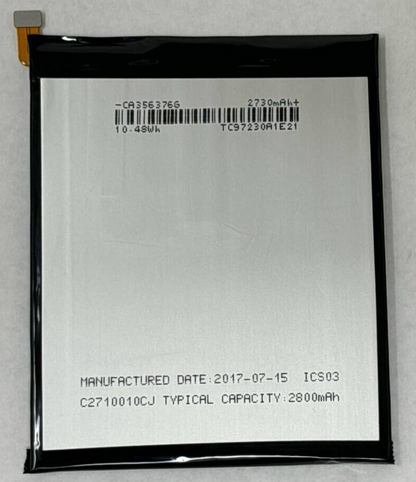 -CA356376G 2730mAh+
10.48Wh TC97230A1E21
MANUFACTURED DATE:2017-07-15 ICS03
C2710010CJ TYPICAL CAPACITY:2800mAh